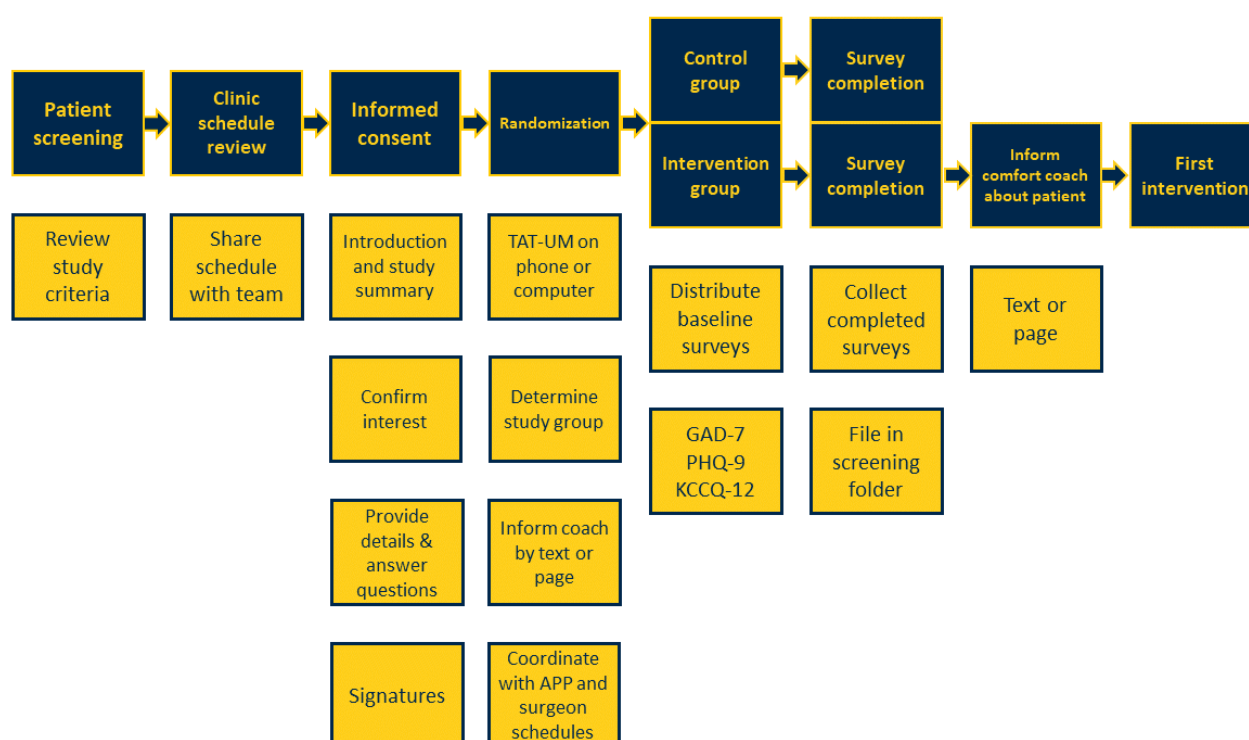 Patient
screening
Clinic
schedule
review
Informed
consent
Randomization
Control
group
Survey
completion
Intervention
group
Survey
completion
Inform
comfort coach
about patient
First
intervention
Review
study
criteria
Share
schedule
with team
Introduction
and study
summary
TAT-UM on
phone or
computer
Distribute
baseline
surveys
Collect
completed
surveys
Text or
page
Confirm
interest
Determine
study group
GAD-7
PHQ-9
KCCQ-12
File in
screening
folder
Provide
details &
answer
questions
Inform coach
by text or
page
Signatures
Coordinate
with APP and
surgeon
schedules